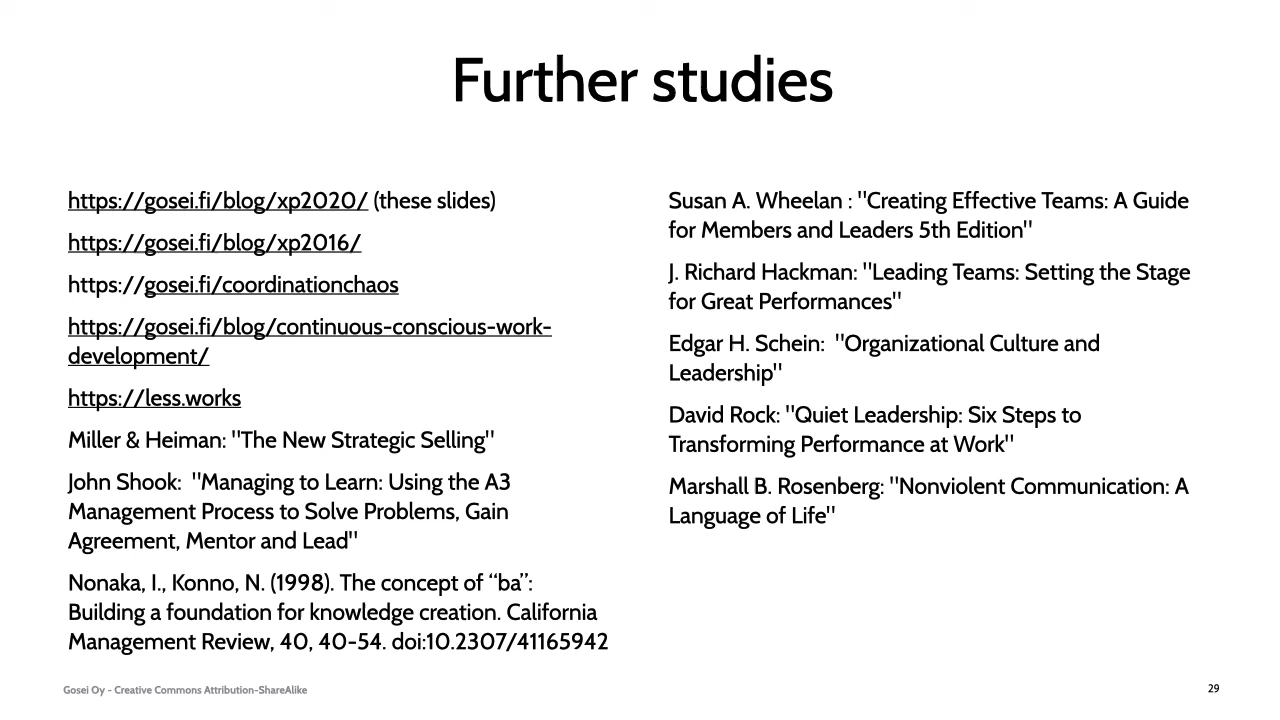 Further studies
https://gosei.fi/blog/xp2020/ (these slides)
https://gosei.fi/blog/xp2016/
https://gosei.fi/coordinationchaos
https://gosei.fi/blog/continuous-conscious-work-
development/
https://less.works
Miller & Heiman: "The New Strategic Selling"
John Shook:  "Managing to Learn: Using the A3
Management Process to Solve Problems, Gain
Agreement, Mentor and Lead"
Nonaka, I., Konno, N. (1998). The concept of “ba”:
Building a foundation for knowledge creation. California
Management Review, 40, 40-54. doi:10.2307/41165942
Susan A. Wheelan : "Creating Effective Teams: A Guide
for Members and Leaders 5th Edition"
J. Richard Hackman: "Leading Teams: Setting the Stage
for Great Performances"
Edgar H. Schein:  "Organizational Culture and
Leadership"
David Rock: "Quiet Leadership: Six Steps to
Transforming Performance at Work"
Marshall B. Rosenberg: "Nonviolent Communication: A
Language of Life"
Gosei Oy - Creative Commons Attribution-ShareAlike
29